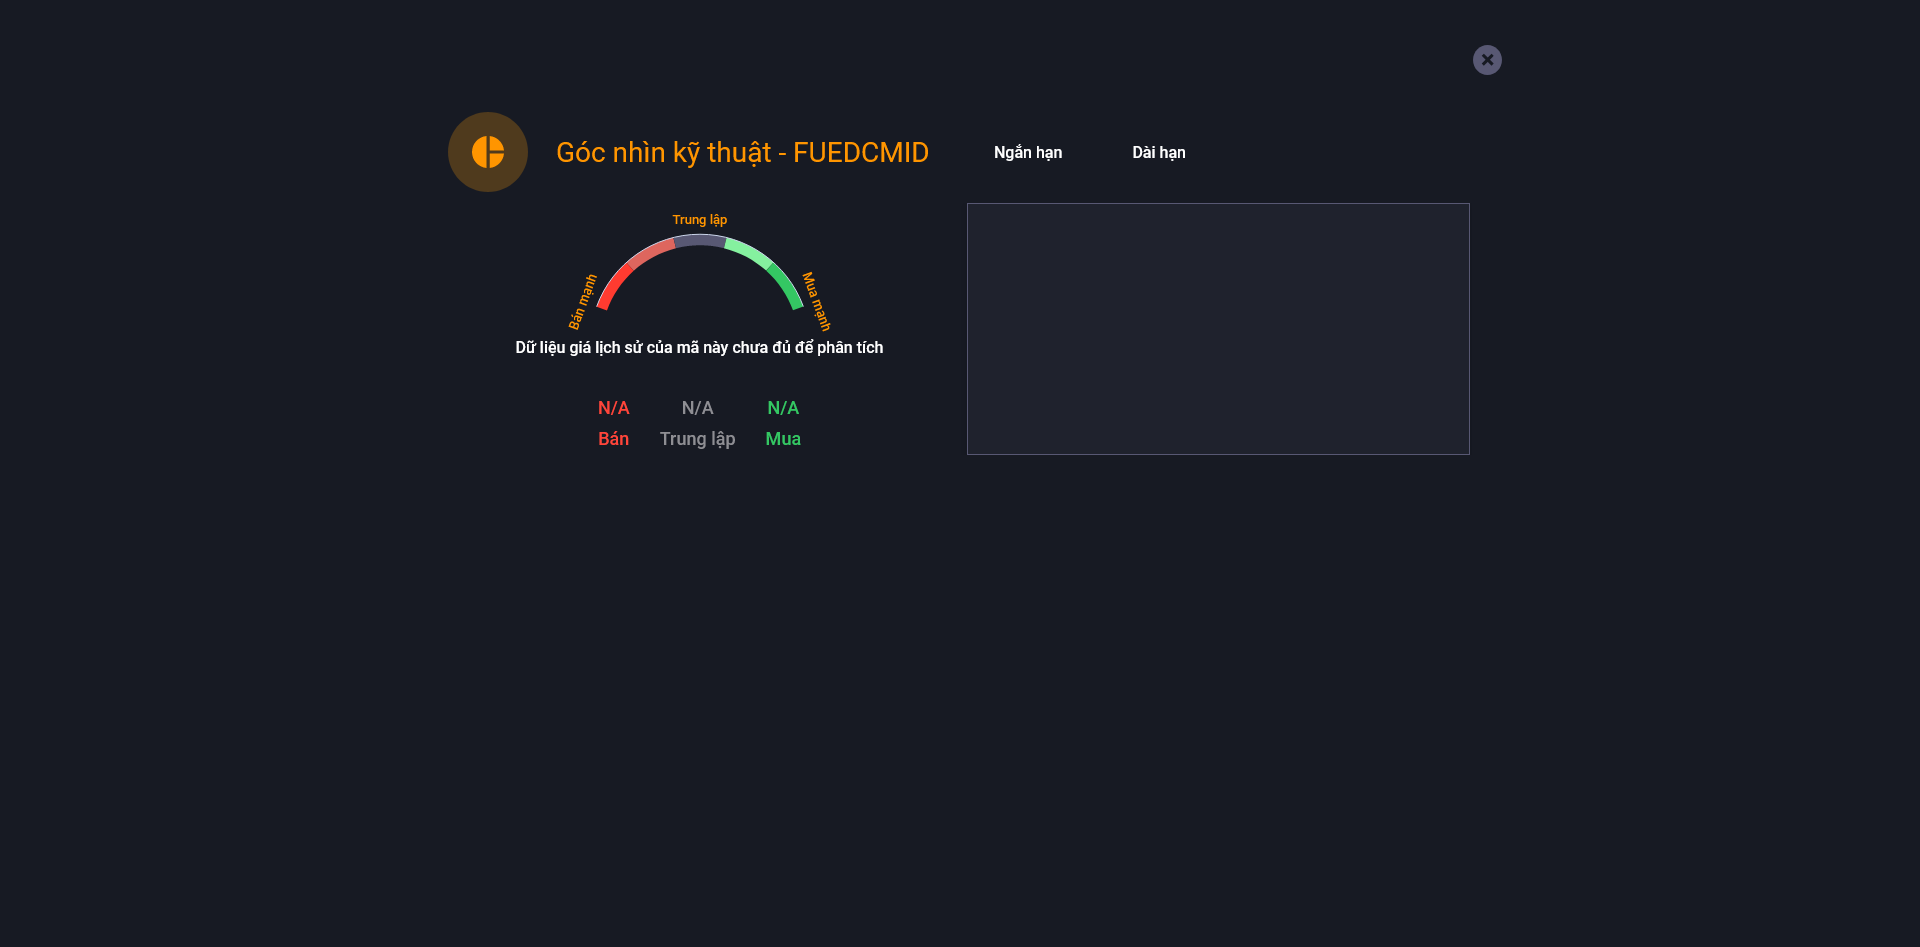 Góc nhìn kỹ thuật - FUEDCMID
Ngắn hạn
Dài hạn
Trung lập
Bán mạnh
Mua mạnh
Dữ liệu giá lịch sử của mã này chưa đủ để phân tích
N/A N/A N/A
Bán Trung lập Mua